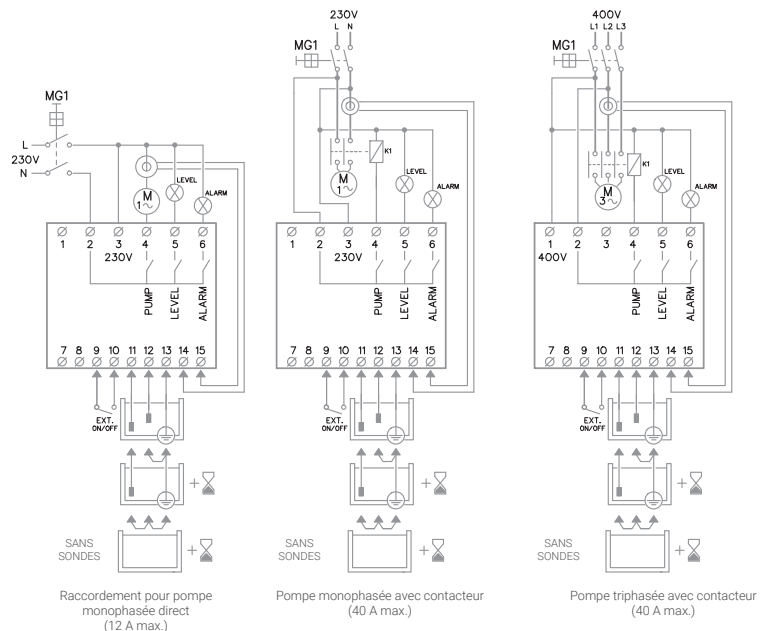 230V
L N
MG1
K1
M
1~
LEVEL
ALARM
1 2 3 4 5 6
230V
PUMP
LEVEL
ALARM
7 8 9 10 11 12 13 14 15
EXT.
ON/OFF
+
+
SANS
SONDES
Pompe monophasée avec contacteur
(40 A max.)
400V
L1 L2 L3
MG1
K1
M
3~
LEVEL
ALARM
1 2 3 4 5 6
400V
PUMP
LEVEL
ALARM
7 8 9 10 11 12 13 14 15
EXT.
ON/OFF
+
+
SANS
SONDES
Pompe triphasée avec contacteur
(40 A max.)
MG1
L
230V
N
M
1~
LEVEL
ALARM
1 2 3 4 5 6
230V
PUMP
LEVEL
ALARM
7 8 9 10 11 12 13 14 15
EXT.
ON/OFF
+
+
SANS
SONDES
Raccordement pour pompe
monophasée direct
(12 A max.)